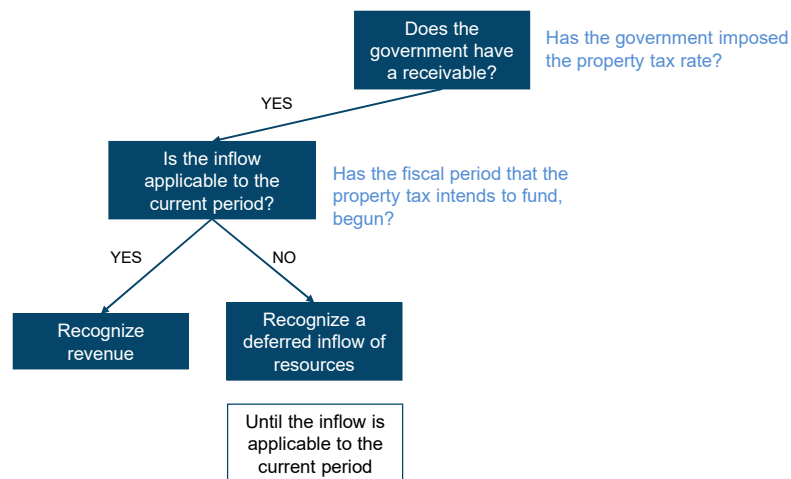 Does the
government have
a receivable?
Has the government imposed
the property tax rate?
YES
Is the inflow
applicable to the
current period?
Has the fiscal period that the
property tax intends to fund,
begun?
YES
NO
Recognize
revenue
Recognize a
deferred inflow of
resources
Until the inflow is
applicable to the
current period